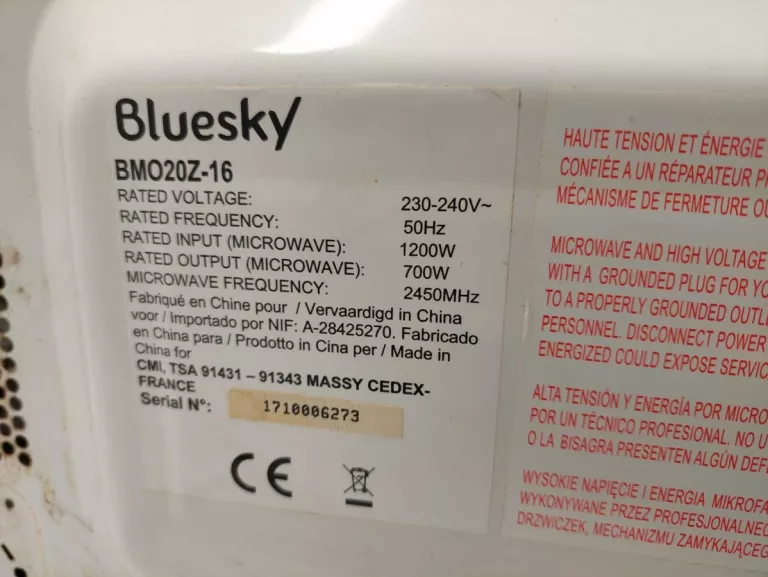 Bluesky
BMO20Z-16
RATED VOLTAGE: 230-240V~
RATED FREQUENCY: 50Hz
RATED INPUT (MICROWAVE): 1200W
RATED OUTPUT (MICROWAVE): 700W
MICROWAVE FREQUENCY: 2450MHz
Fabriqué en Chine pour / Vervaardigd in China
voor / Importado por NIF: A-28425270. Fabricado
en China para / Prodotto in Cina per / Made in
China for
CMI, TSA 91431 – 91343 MASSY CEDEX-
FRANCE
Serial N°: 1710006273
CE
HAUTE TENSION ET ÉNERGIE
CONFIÉE A UN RÉPARATEUR
MÉCANISME DE FERMETURE
MICROWAVE AND HIGH VOLTAGE
WITH A GROUNDED PLUG FOR
TO A PROPERLY GROUNDED
PERSONNEL. DISCONNECT POWER
ENERGIZED COULD EXPOSE
ALTA TENSIÓN Y ENERGÍA POR
POR UN TÉCNICO PROFESIONAL. NO
O LA BISAGRA PRESENTEN ALGÚN
WYSOKIE NAPIĘCIE I ENERGIA
WYKONYWANE PRZEZ
DRZWICZEK, MECHANIZMU